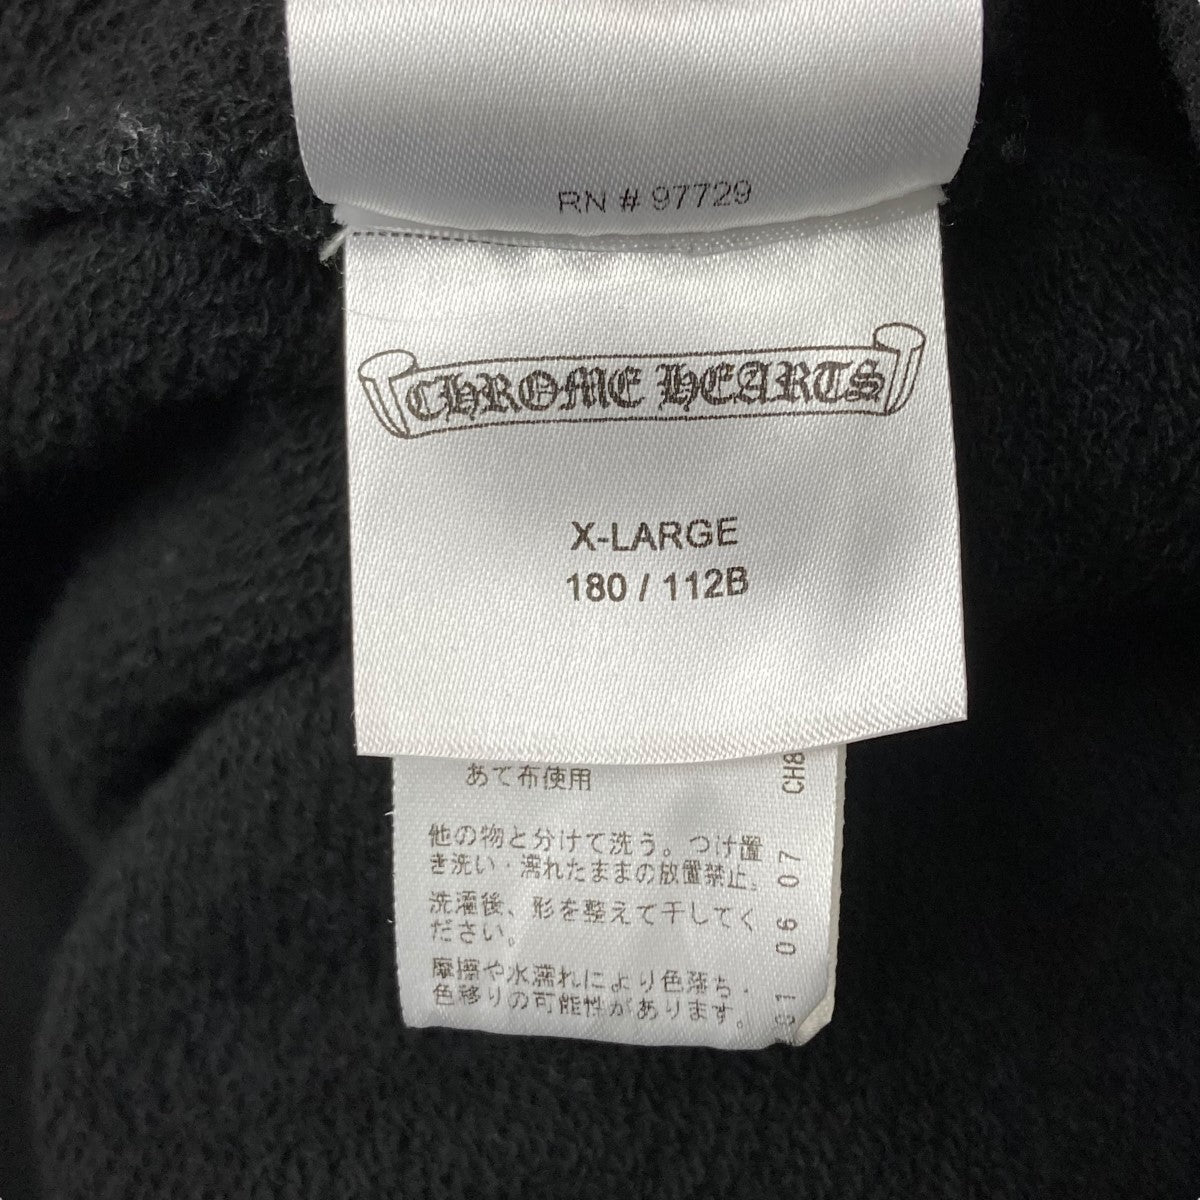 RN # 97729
CHROME HEARTS
X-LARGE
180 / 112B
あて布使用
他の物と分けて洗う。つけ置
き洗い・濡れたままの放置禁止。
洗濯後、形を整えて干してく
ださい。
摩擦や水濡れにより色落ち・
色移りの可能性があります。
CH8
81 06 07